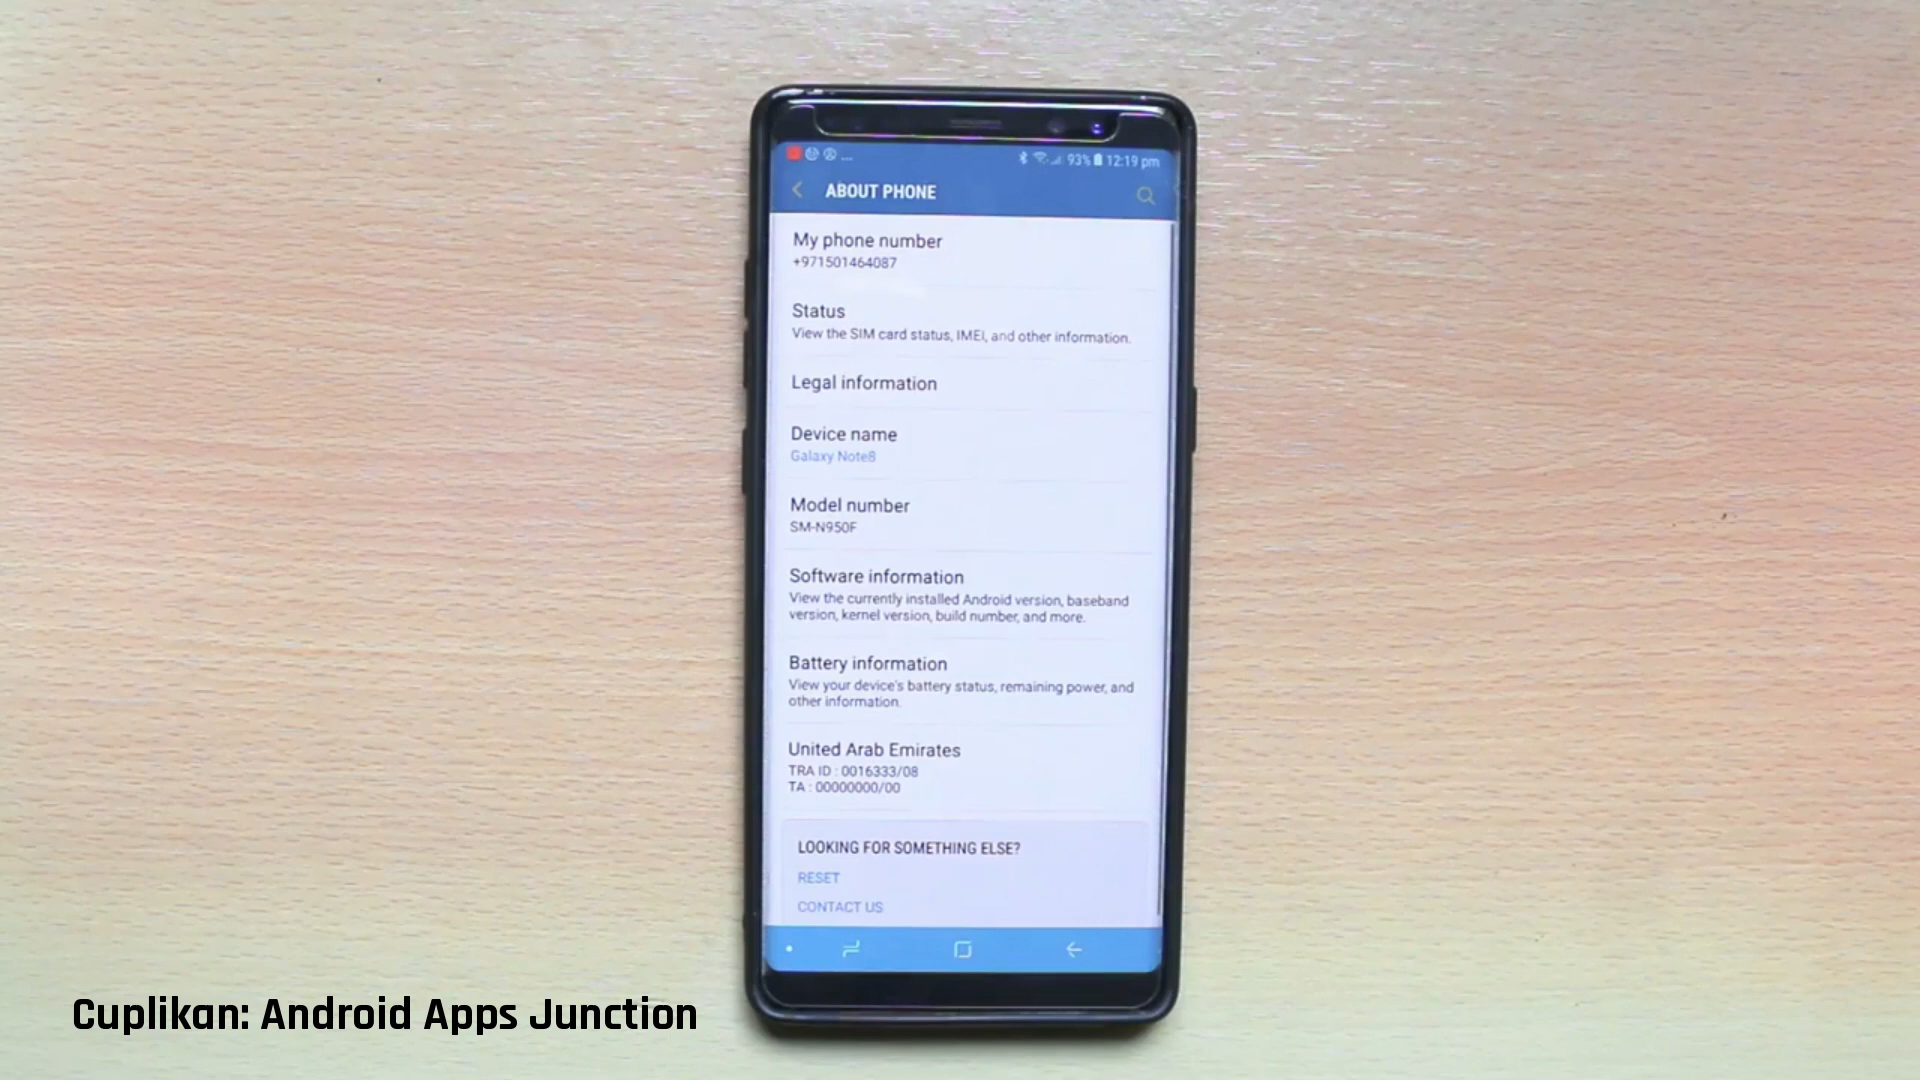 93% 12:19 pm
ABOUT PHONE
My phone number
+971501464087
Status
View the SIM card status, IMEI, and other information.
Legal information
Device name
Galaxy Note8
Model number
SM-N950F
Software information
View the currently installed Android version, baseband
version, kernel version, build number, and more.
Battery information
View your device's battery status, remaining power, and
other information.
United Arab Emirates
TRA ID : 0016333/08
TA : 00000000/00
LOOKING FOR SOMETHING ELSE?
RESET
CONTACT US
Cuplikan: Android Apps Junction